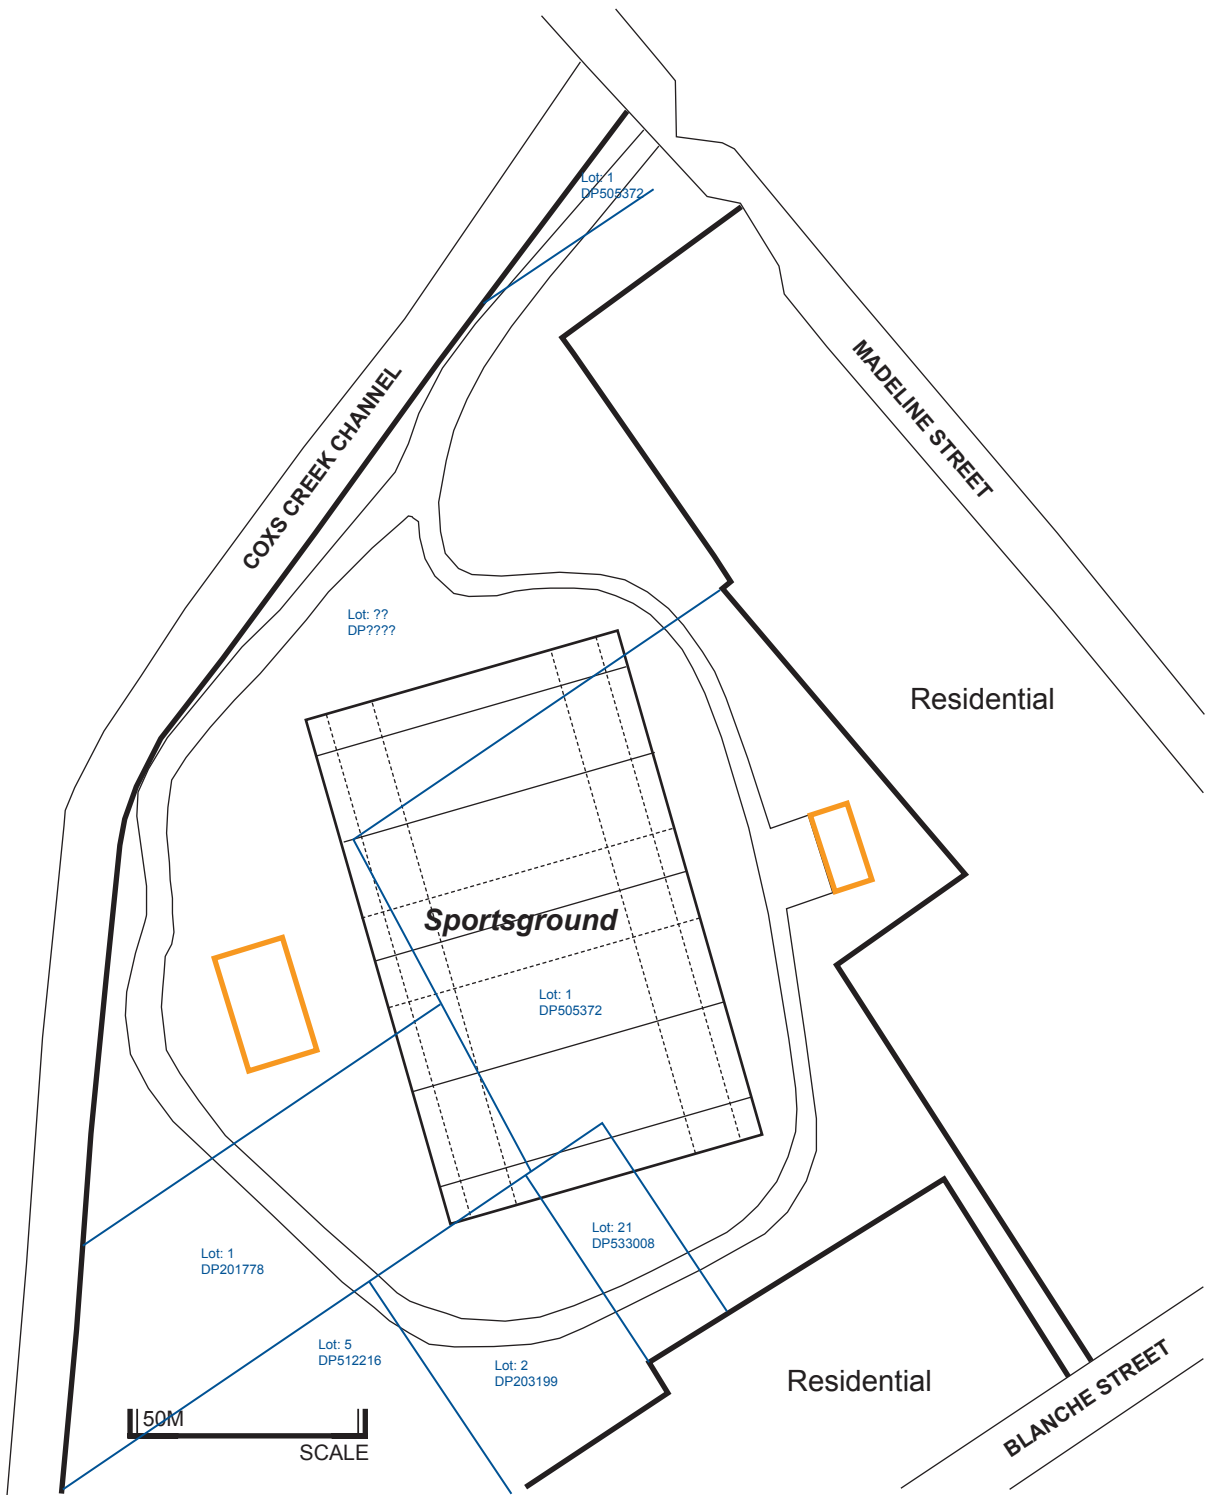 Lot: 1
DP505372
COXS CREEK CHANNEL
MADELINE STREET
Lot: ??
DP????
Residential
Sportsground
Lot: 1
DP505372
Lot: 21
DP533008
Lot: 1
DP201778
Lot: 5
DP512216
Lot: 2
DP203199
Residential
BLANCHE STREET
50M
SCALE